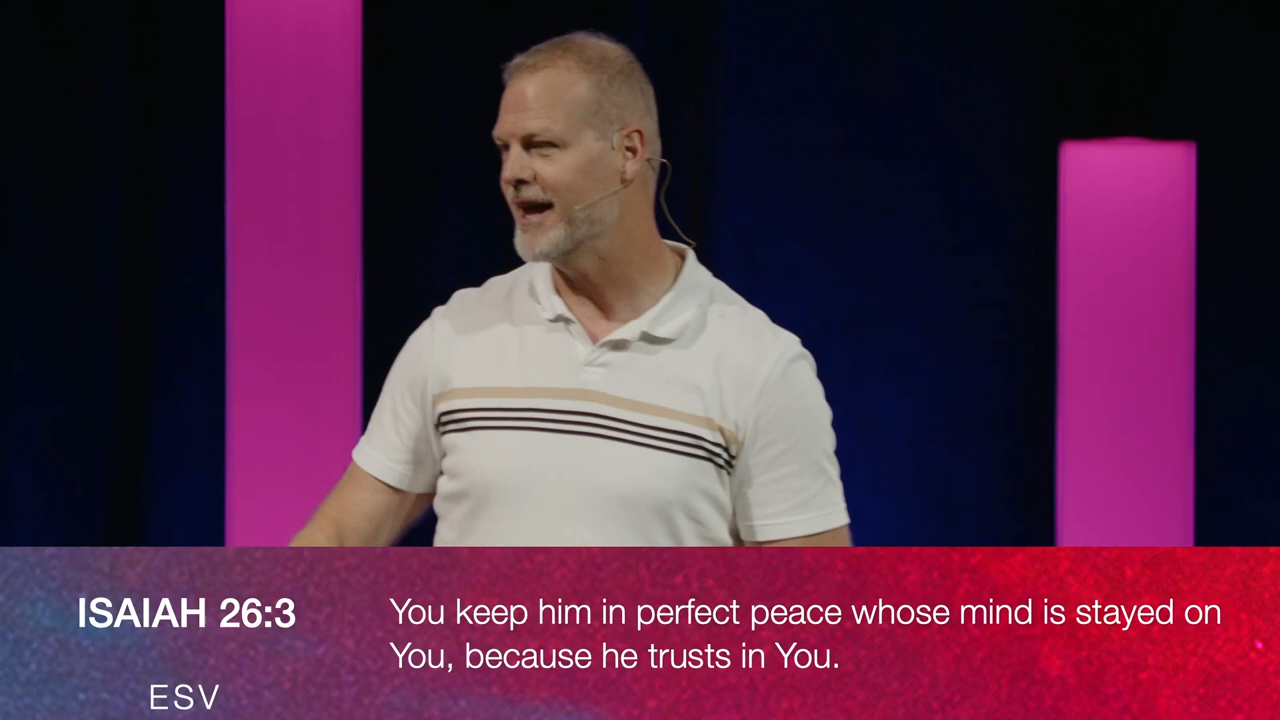 ISAIAH 26:3
ESV
You keep him in perfect peace whose mind is stayed on
You, because he trusts in You.